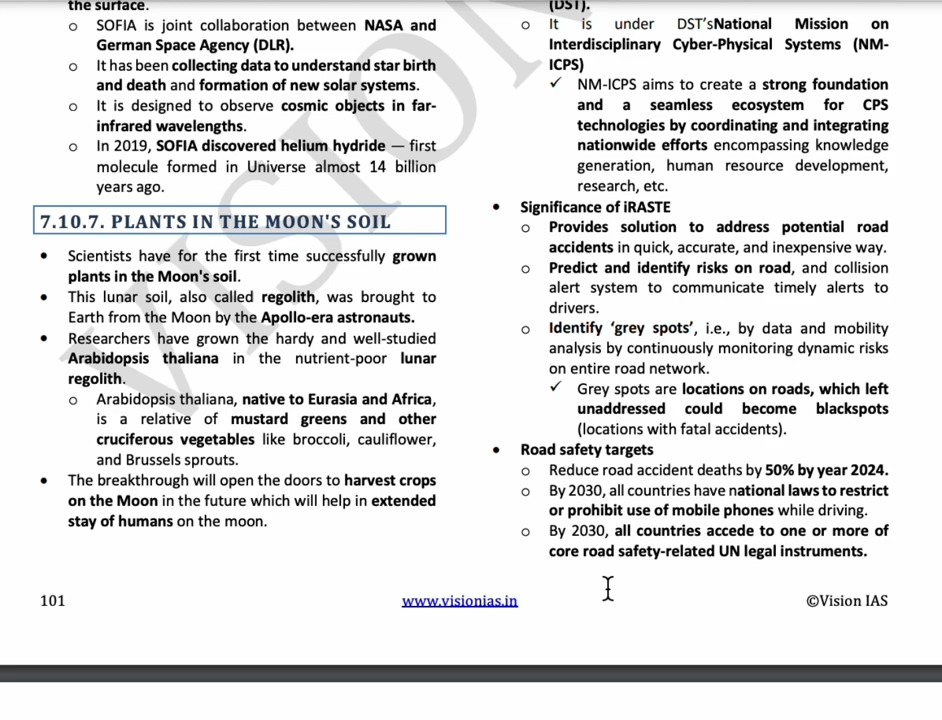 the surface.
o SOFIA is joint collaboration between NASA and
German Space Agency (DLR).
o It has been collecting data to understand star birth
and death and formation of new solar systems.
o It is designed to observe cosmic objects in far-
infrared wavelengths.
o In 2019, SOFIA discovered helium hydride — first
molecule formed in Universe almost 14 billion
years ago.
7.10.7. PLANTS IN THE MOON'S SOIL
• Scientists have for the first time successfully grown
plants in the Moon's soil.
• This lunar soil, also called regolith, was brought to
Earth from the Moon by the Apollo-era astronauts.
• Researchers have grown the hardy and well-studied
Arabidopsis thaliana in the nutrient-poor lunar
regolith.
o Arabidopsis thaliana, native to Eurasia and Africa,
is a relative of mustard greens and other
cruciferous vegetables like broccoli, cauliflower,
and Brussels sprouts.
• The breakthrough will open the doors to harvest crops
on the Moon in the future which will help in extended
stay of humans on the moon.
(DST).
o It is under DST'sNational Mission on
Interdisciplinary Cyber-Physical Systems (NM-
ICPS)
✓ NM-ICPS aims to create a strong foundation
and a seamless ecosystem for CPS
technologies by coordinating and integrating
nationwide efforts encompassing knowledge
generation, human resource development,
research, etc.
• Significance of iRASTE
o Provides solution to address potential road
accidents in quick, accurate, and inexpensive way.
o Predict and identify risks on road, and collision
alert system to communicate timely alerts to
drivers.
o Identify 'grey spots', i.e., by data and mobility
analysis by continuously monitoring dynamic risks
on entire road network.
✓ Grey spots are locations on roads, which left
unaddressed could become blackspots
(locations with fatal accidents).
• Road safety targets
o Reduce road accident deaths by 50% by year 2024.
o By 2030, all countries have national laws to restrict
or prohibit use of mobile phones while driving.
o By 2030, all countries accede to one or more of
core road safety-related UN legal instruments.
101 www.visionias.in ©Vision IAS
VISION